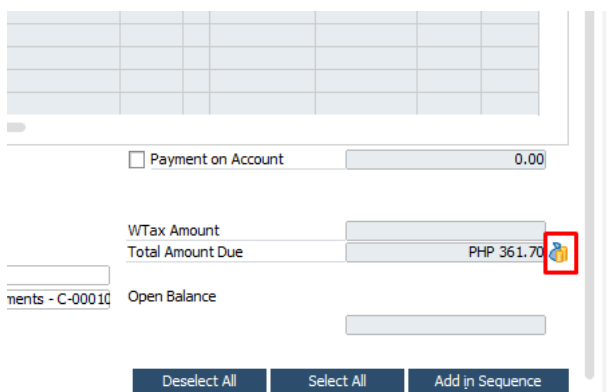 Payment on Account 0.00
WTax Amount
Total Amount Due PHP 361.70
ments - C-00010 Open Balance
Deselect All Select All Add in Sequence